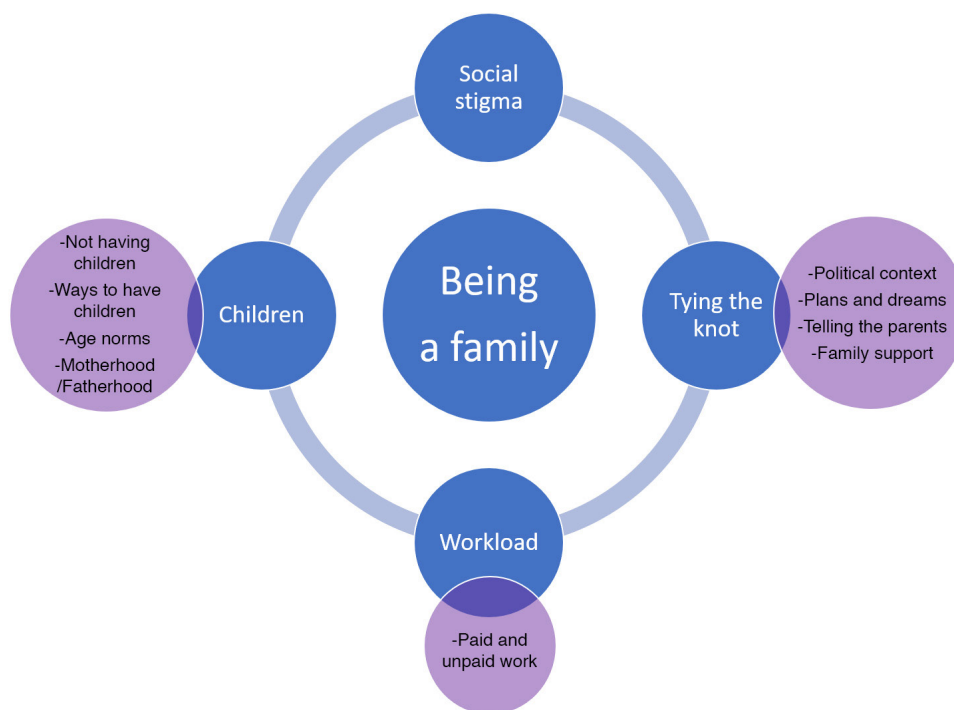 Social
stigma
-Not having
children
-Ways to have
children
-Age norms
-Motherhood
/Fatherhood
Children
Being
a family
Tying the
knot
-Political context
-Plans and dreams
-Telling the parents
-Family support
Workload
-Paid and
unpaid work